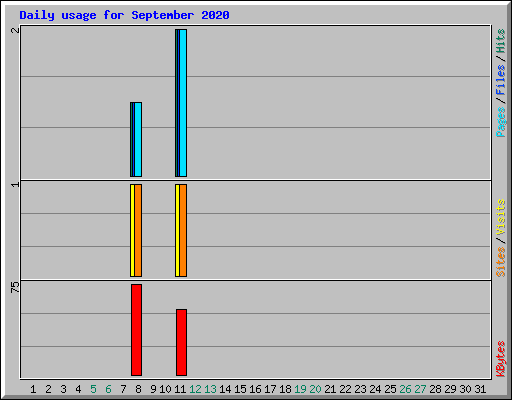 Daily usage for September 2020
2
1
75
Pages/Files/Hits
Sites/Visits
KBytes
1 2 3 4 5 6 7 8 9 10 11 12 13 14 15 16 17 18 19 20 21 22 23 24 25 26 27 28 29 30 31